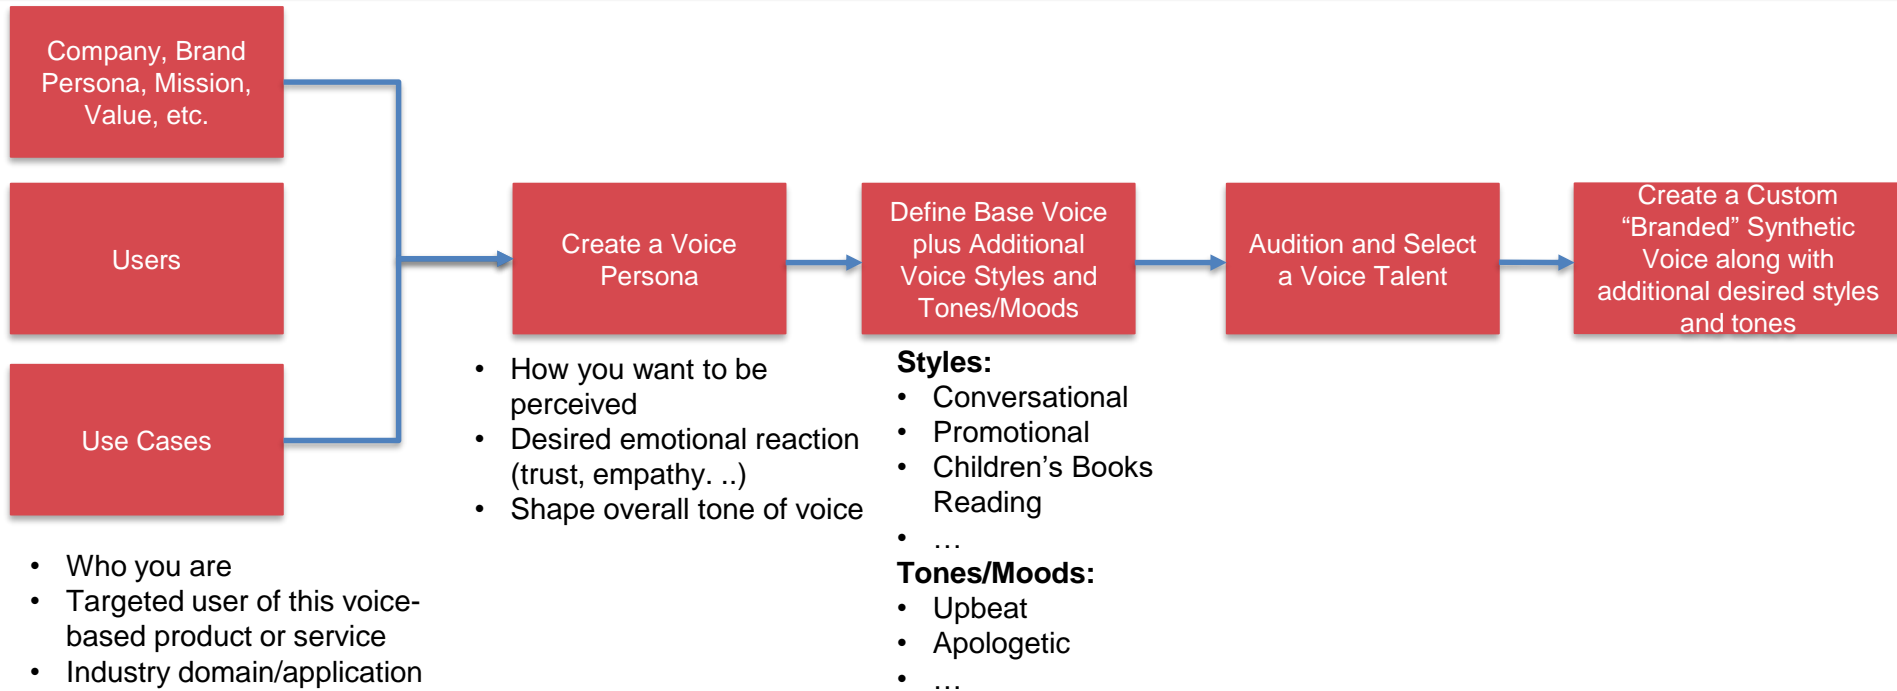 Company, Brand
Persona, Mission,
Value, etc.
Users
Use Cases
• Who you are
• Targeted user of this voice-
based product or service
• Industry domain/application
Create a Voice
Persona
• How you want to be
perceived
• Desired emotional reaction
(trust, empathy. ..)
• Shape overall tone of voice
Define Base Voice
plus Additional
Voice Styles and
Tones/Moods
Styles:
• Conversational
• Promotional
• Children’s Books
Reading
• …
Tones/Moods:
• Upbeat
• Apologetic
• …
Audition and Select
a Voice Talent
Create a Custom
“Branded” Synthetic
Voice along with
additional desired styles
and tones